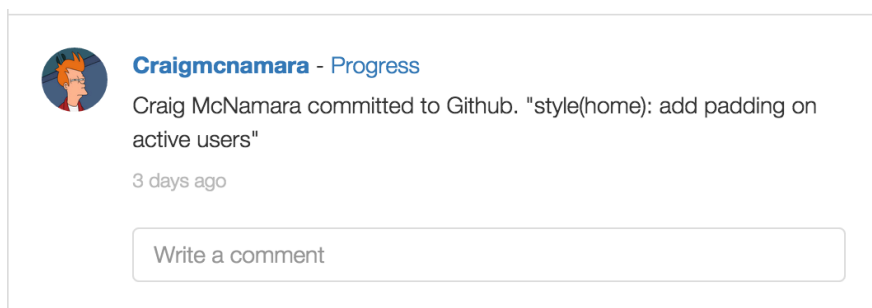 Craigmcnamara - Progress
Craig McNamara committed to Github. "style(home): add padding on
active users"
3 days ago
Write a comment